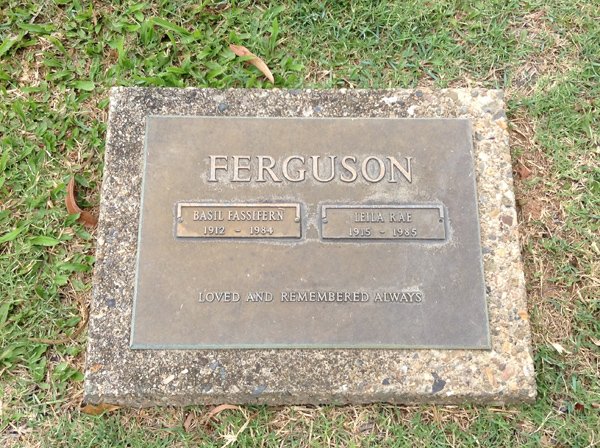 FERGUSON
BASIL FASSIFERN
1912 - 1984
LEILA RAE
1915 - 1985
LOVED AND REMEMBERED ALWAYS